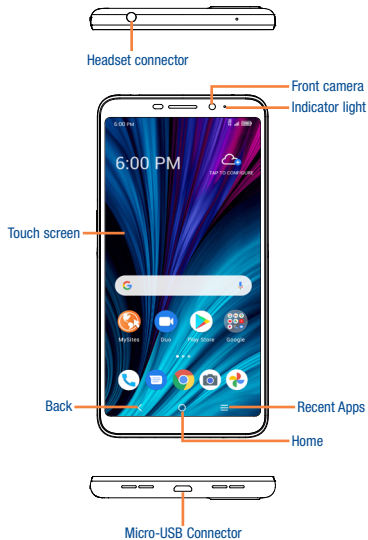 Headset connector
Front camera
Indicator light
6:00 PM
6:00 PM
TAP TO CONFIGURE
Touch screen
G
MySites
Duo
Play Store
Google
Back
Recent Apps
Home
Micro-USB Connector